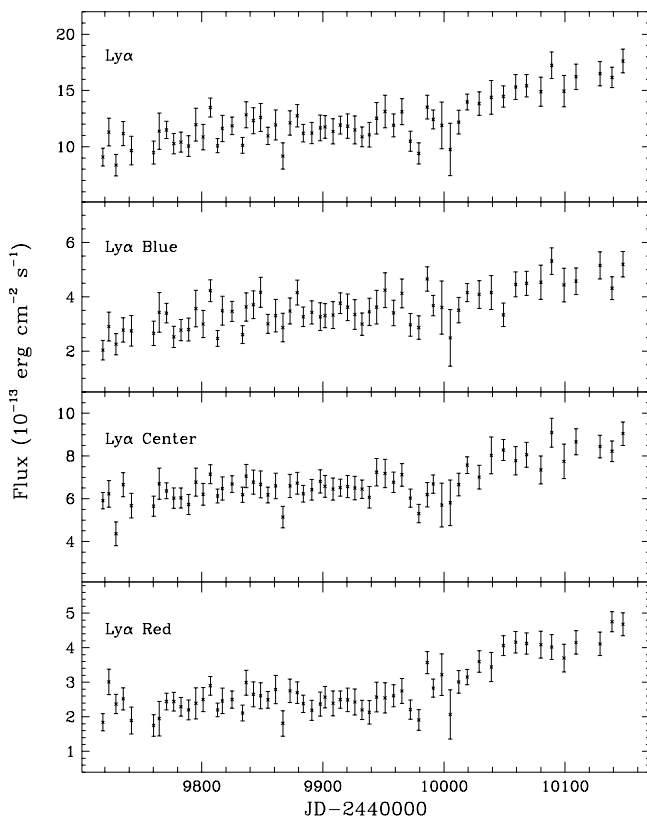 20
Lyα
15
10
6
Lyα Blue
4
2
10
Lyα Center
8
6
4
5
Lyα Red
4
3
2
1
9800 9900 10000 10100
JD-2440000
Flux (10⁻¹³ erg cm⁻² s⁻¹)